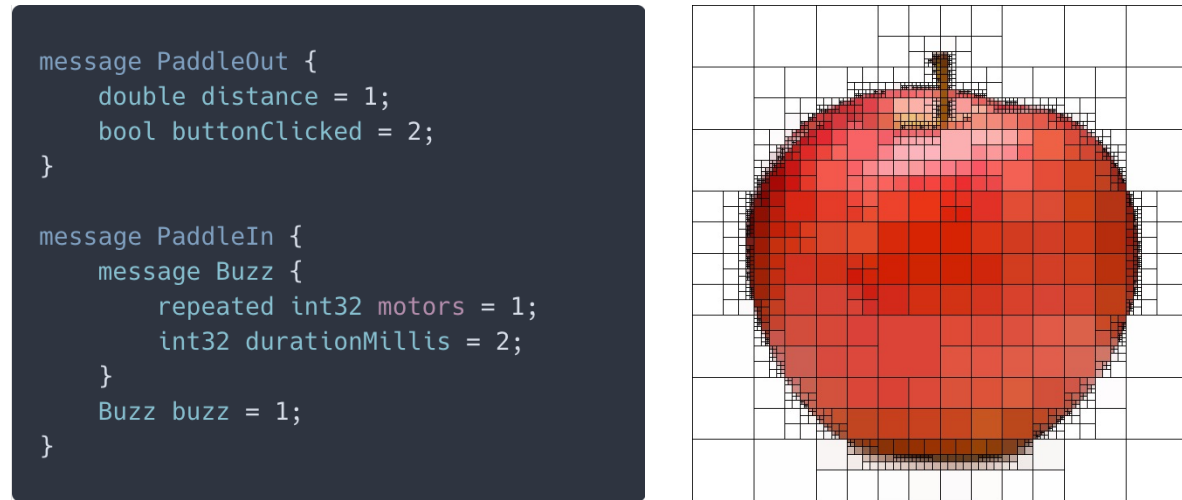 message PaddleOut {
    double distance = 1;
    bool buttonClicked = 2;
}

message PaddleIn {
    message Buzz {
        repeated int32 motors = 1;
        int32 durationMillis = 2;
    }
    Buzz buzz = 1;
}